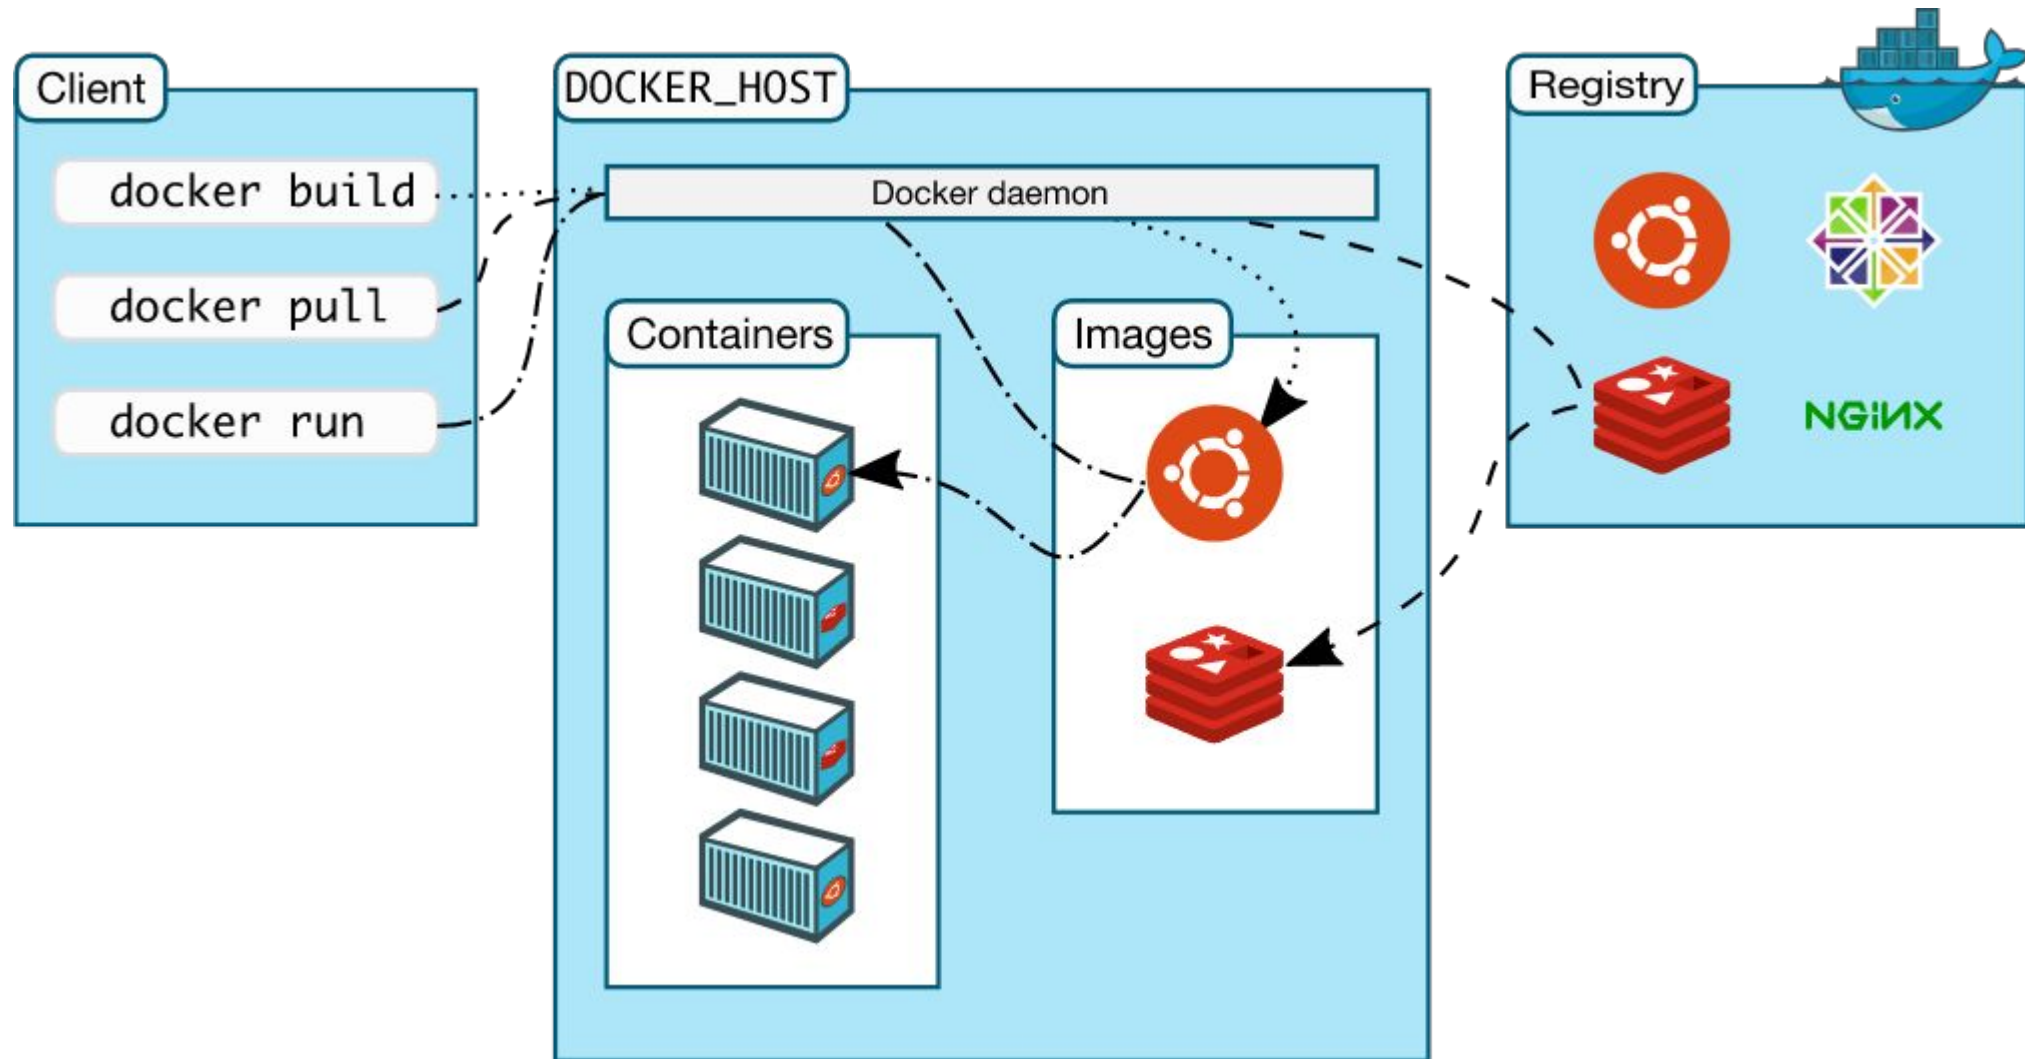 Client
docker build
docker pull
docker run
DOCKER_HOST
Docker daemon
Containers
Images
Registry
NGiNX